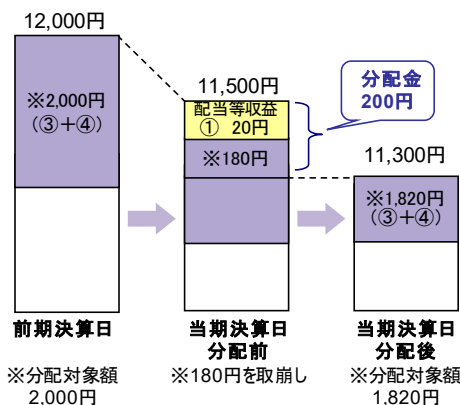 12,000円
※2,000円
(③+④)
前期決算日
※分配対象額
2,000円
11,500円
配当等収益
① 20円
※180円
当期決算日
分配前
※180円を取崩し
分配金
200円
11,300円
※1,820円
(③+④)
当期決算日
分配後
※分配対象額
1,820円